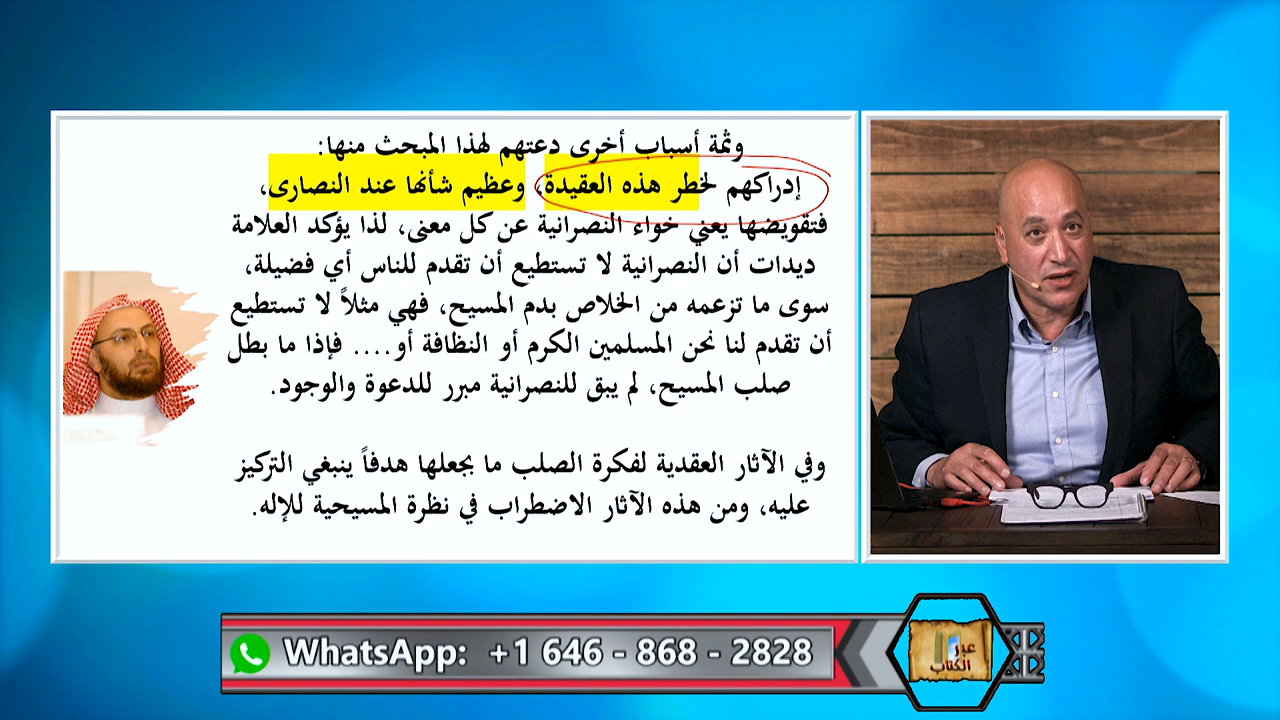 وثمة أسباب أخرى دعتهم لهذا المبحث منها:
إدراكهم لخطر هذه العقيدة، وعظيم شأنها عند النصارى،
فتقويضها يعني خواء النصرانية عن كل معنى، لذا يؤكد العلامة
ديدات أن النصرانية لا تستطيع أن تقدم للناس أي فضيلة،
سوى ما تزعمه من الخلاص بدم المسيح، فهي مثلاً لا تستطيع
أن تقدم لنا نحن المسلمين الكرم أو النظافة أو.... فإذا ما بطل
صلب المسيح، لم يبق للنصرانية مبرر للدعوة والوجود.
وفي الآثار العقدية لفكرة الصلب ما يجعلها هدفاً ينبغي التركيز
عليه، ومن هذه الآثار الاضطراب في نظرة المسيحية للإله.
WhatsApp: +1 646 - 868 - 2828
عبر
الكتاب